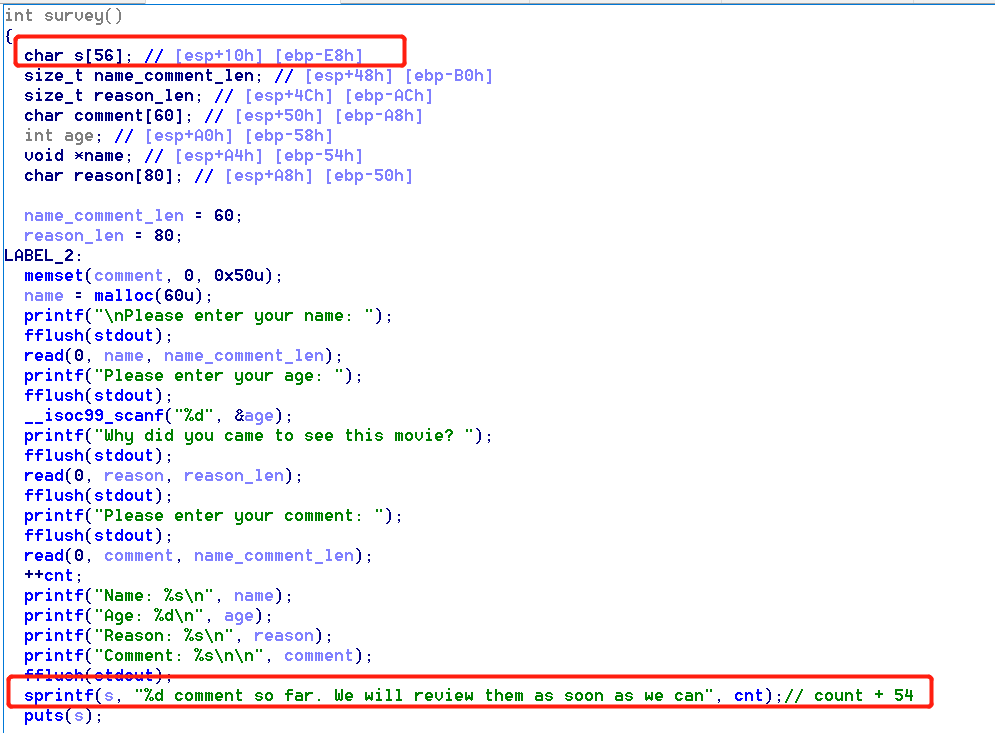 int survey()
{
char s[56]; // [esp+10h] [ebp-E8h]
size_t name_comment_len; // [esp+48h] [ebp-B0h]
size_t reason_len; // [esp+4Ch] [ebp-ACh]
char comment[60]; // [esp+50h] [ebp-A8h]
int age; // [esp+A0h] [ebp-58h]
void *name; // [esp+A4h] [ebp-54h]
char reason[80]; // [esp+A8h] [ebp-50h]
name_comment_len = 60;
reason_len = 80;
LABEL_2:
memset(comment, 0, 0x50u);
name = malloc(60u);
printf("\nPlease enter your name: ");
fflush(stdout);
read(0, name, name_comment_len);
printf("Please enter your age: ");
fflush(stdout);
__isoc99_scanf("%d", &age);
printf("Why did you came to see this movie? ");
fflush(stdout);
read(0, reason, reason_len);
fflush(stdout);
printf("Please enter your comment: ");
fflush(stdout);
read(0, comment, name_comment_len);
++cnt;
printf("Name: %s\n", name);
printf("Age: %d\n", age);
printf("Reason: %s\n", reason);
printf("Comment: %s\n\n", comment);
fflush(stdout);
sprintf(s, "%d comment so far. We will review them as soon as we can", cnt);// count + 54
puts(s);